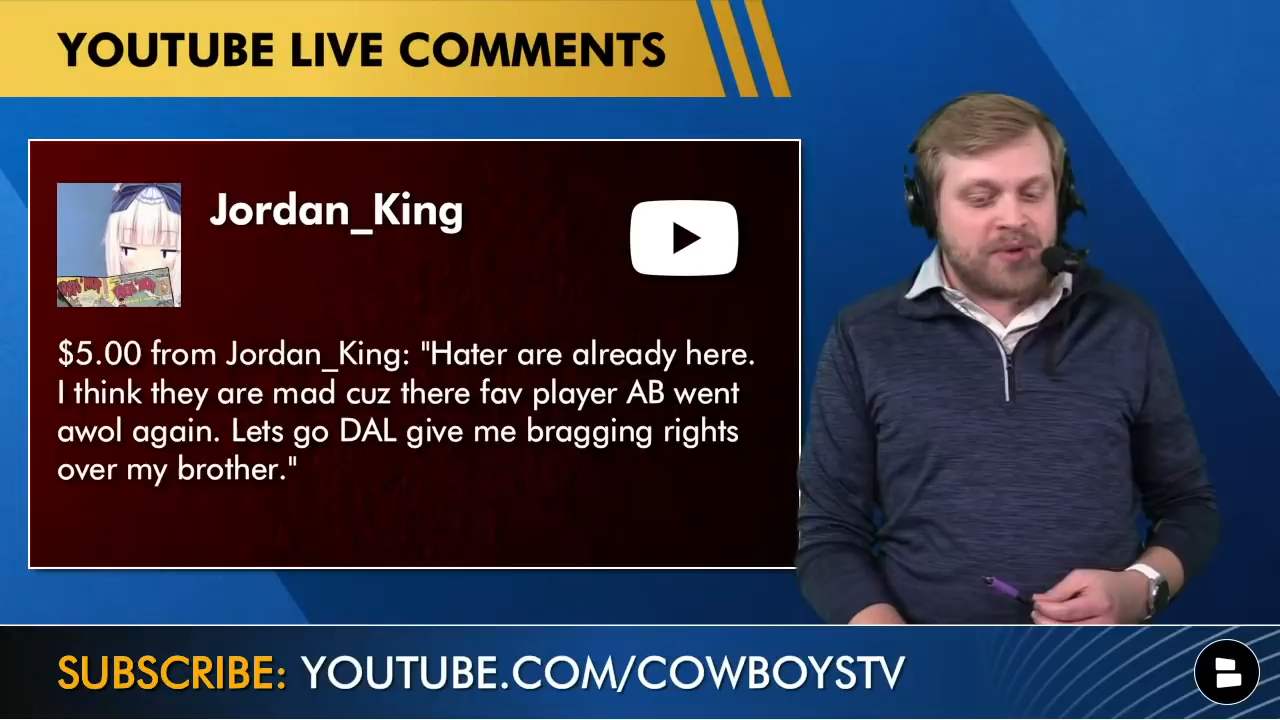 YOUTUBE LIVE COMMENTS
Jordan_King
$5.00 from Jordan_King: "Hater are already here.
I think they are mad cuz there fav player AB went
awol again. Lets go DAL give me bragging rights
over my brother."
SUBSCRIBE: YOUTUBE.COM/COWBOYSTV